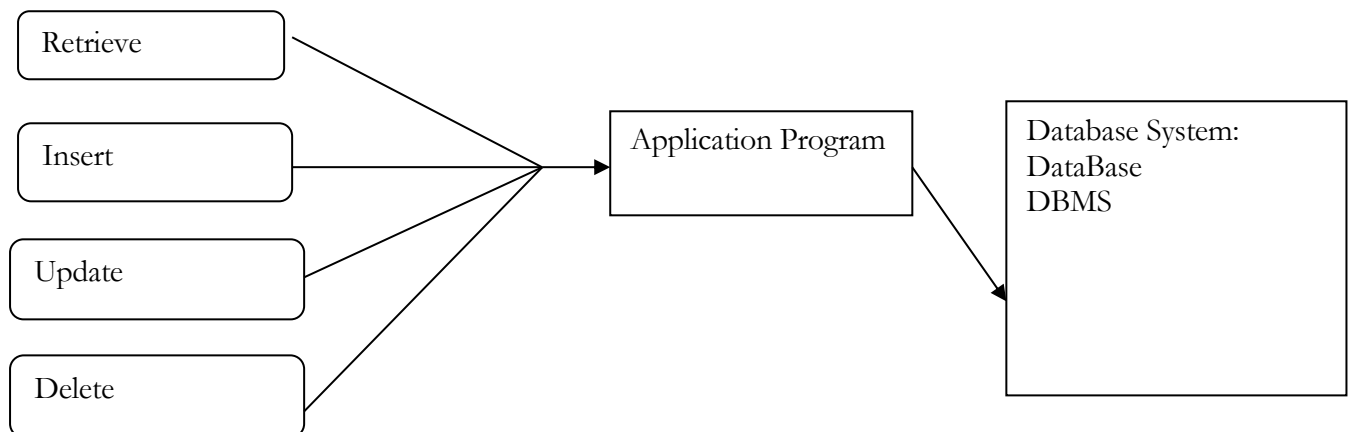 Retrieve
Insert
Update
Delete
Application Program
Database System:
DataBase
DBMS